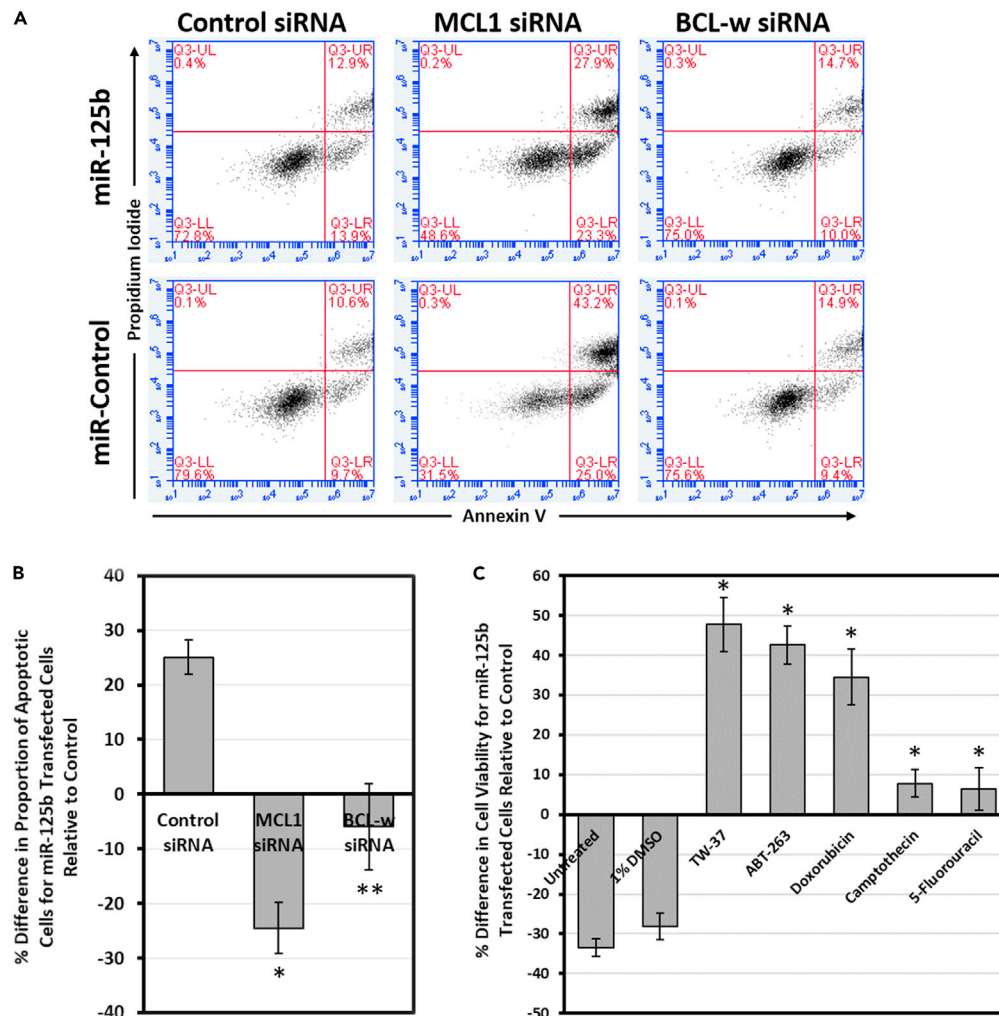 A
Control siRNA
MCL1 siRNA
BCL-w siRNA
miR-125b
miR-Control
Propidium Iodide
Q3-UL
0.4%
Q3-UR
12.9%
Q3-LL
72.8%
Q3-LR
13.9%
Q3-UL
0.2%
Q3-UR
27.9%
Q3-LL
48.6%
Q3-LR
23.3%
Q3-UL
0.3%
Q3-UR
14.7%
Q3-LL
75.0%
Q3-LR
10.0%
Q3-UL
0.1%
Q3-UR
10.6%
Q3-LL
79.6%
Q3-LR
9.7%
Q3-UL
0.3%
Q3-UR
43.2%
Q3-LL
31.5%
Q3-LR
25.0%
Q3-UL
0.1%
Q3-UR
14.9%
Q3-LL
75.6%
Q3-LR
9.4%
Annexin V
B
% Difference in Proportion of Apoptotic
Cells for miR-125b Transfected Cells
Relative to Control
40
30
20
10
0
-10
-20
-30
-40
Control
siRNA
MCL1
siRNA
BCL-w
siRNA
*
**
C
% Difference in Cell Viability for miR-125b
Transfected Cells Relative to Control
60
50
40
30
20
10
0
-10
-20
-30
-40
-50
Untreated
1% DMSO
TW-37
ABT-263
Doxorubicin
Camptothecin
5-Fluorouracil
*
*
*
*
*